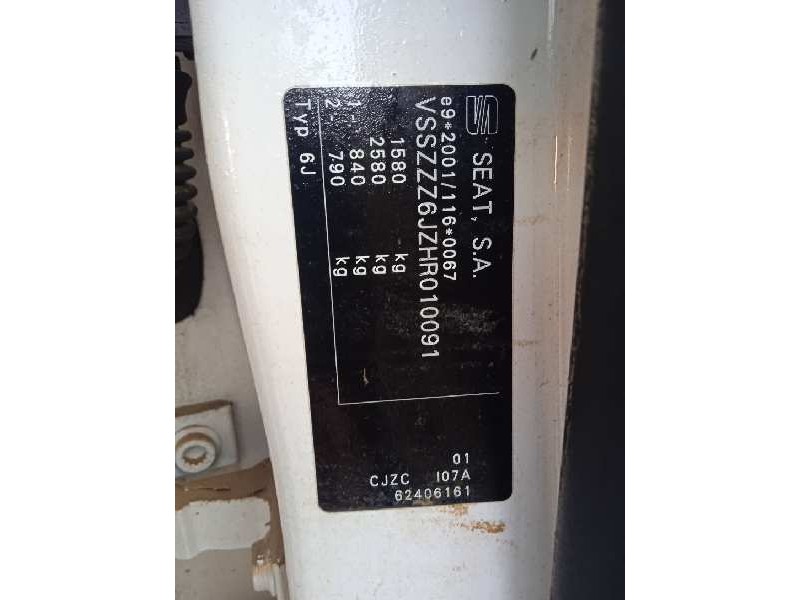 SEAT, S.A.
e9*2001/116*0067
VSSZZZ6JZHR010091
1580 kg
2580 kg
1- 840 kg
2- 790 kg
TYP 6J
01
CJZC I07A
62406161